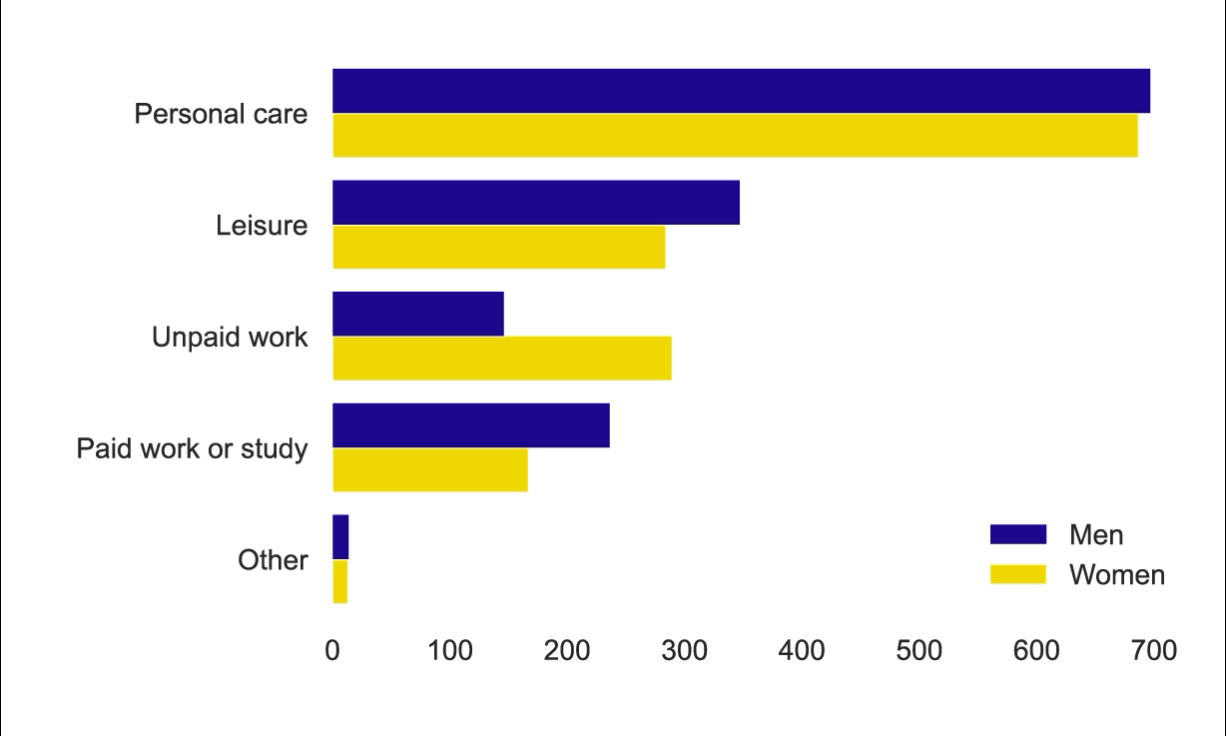 Personal care
Leisure
Unpaid work
Paid work or study
Other
Men
Women
0 100 200 300 400 500 600 700